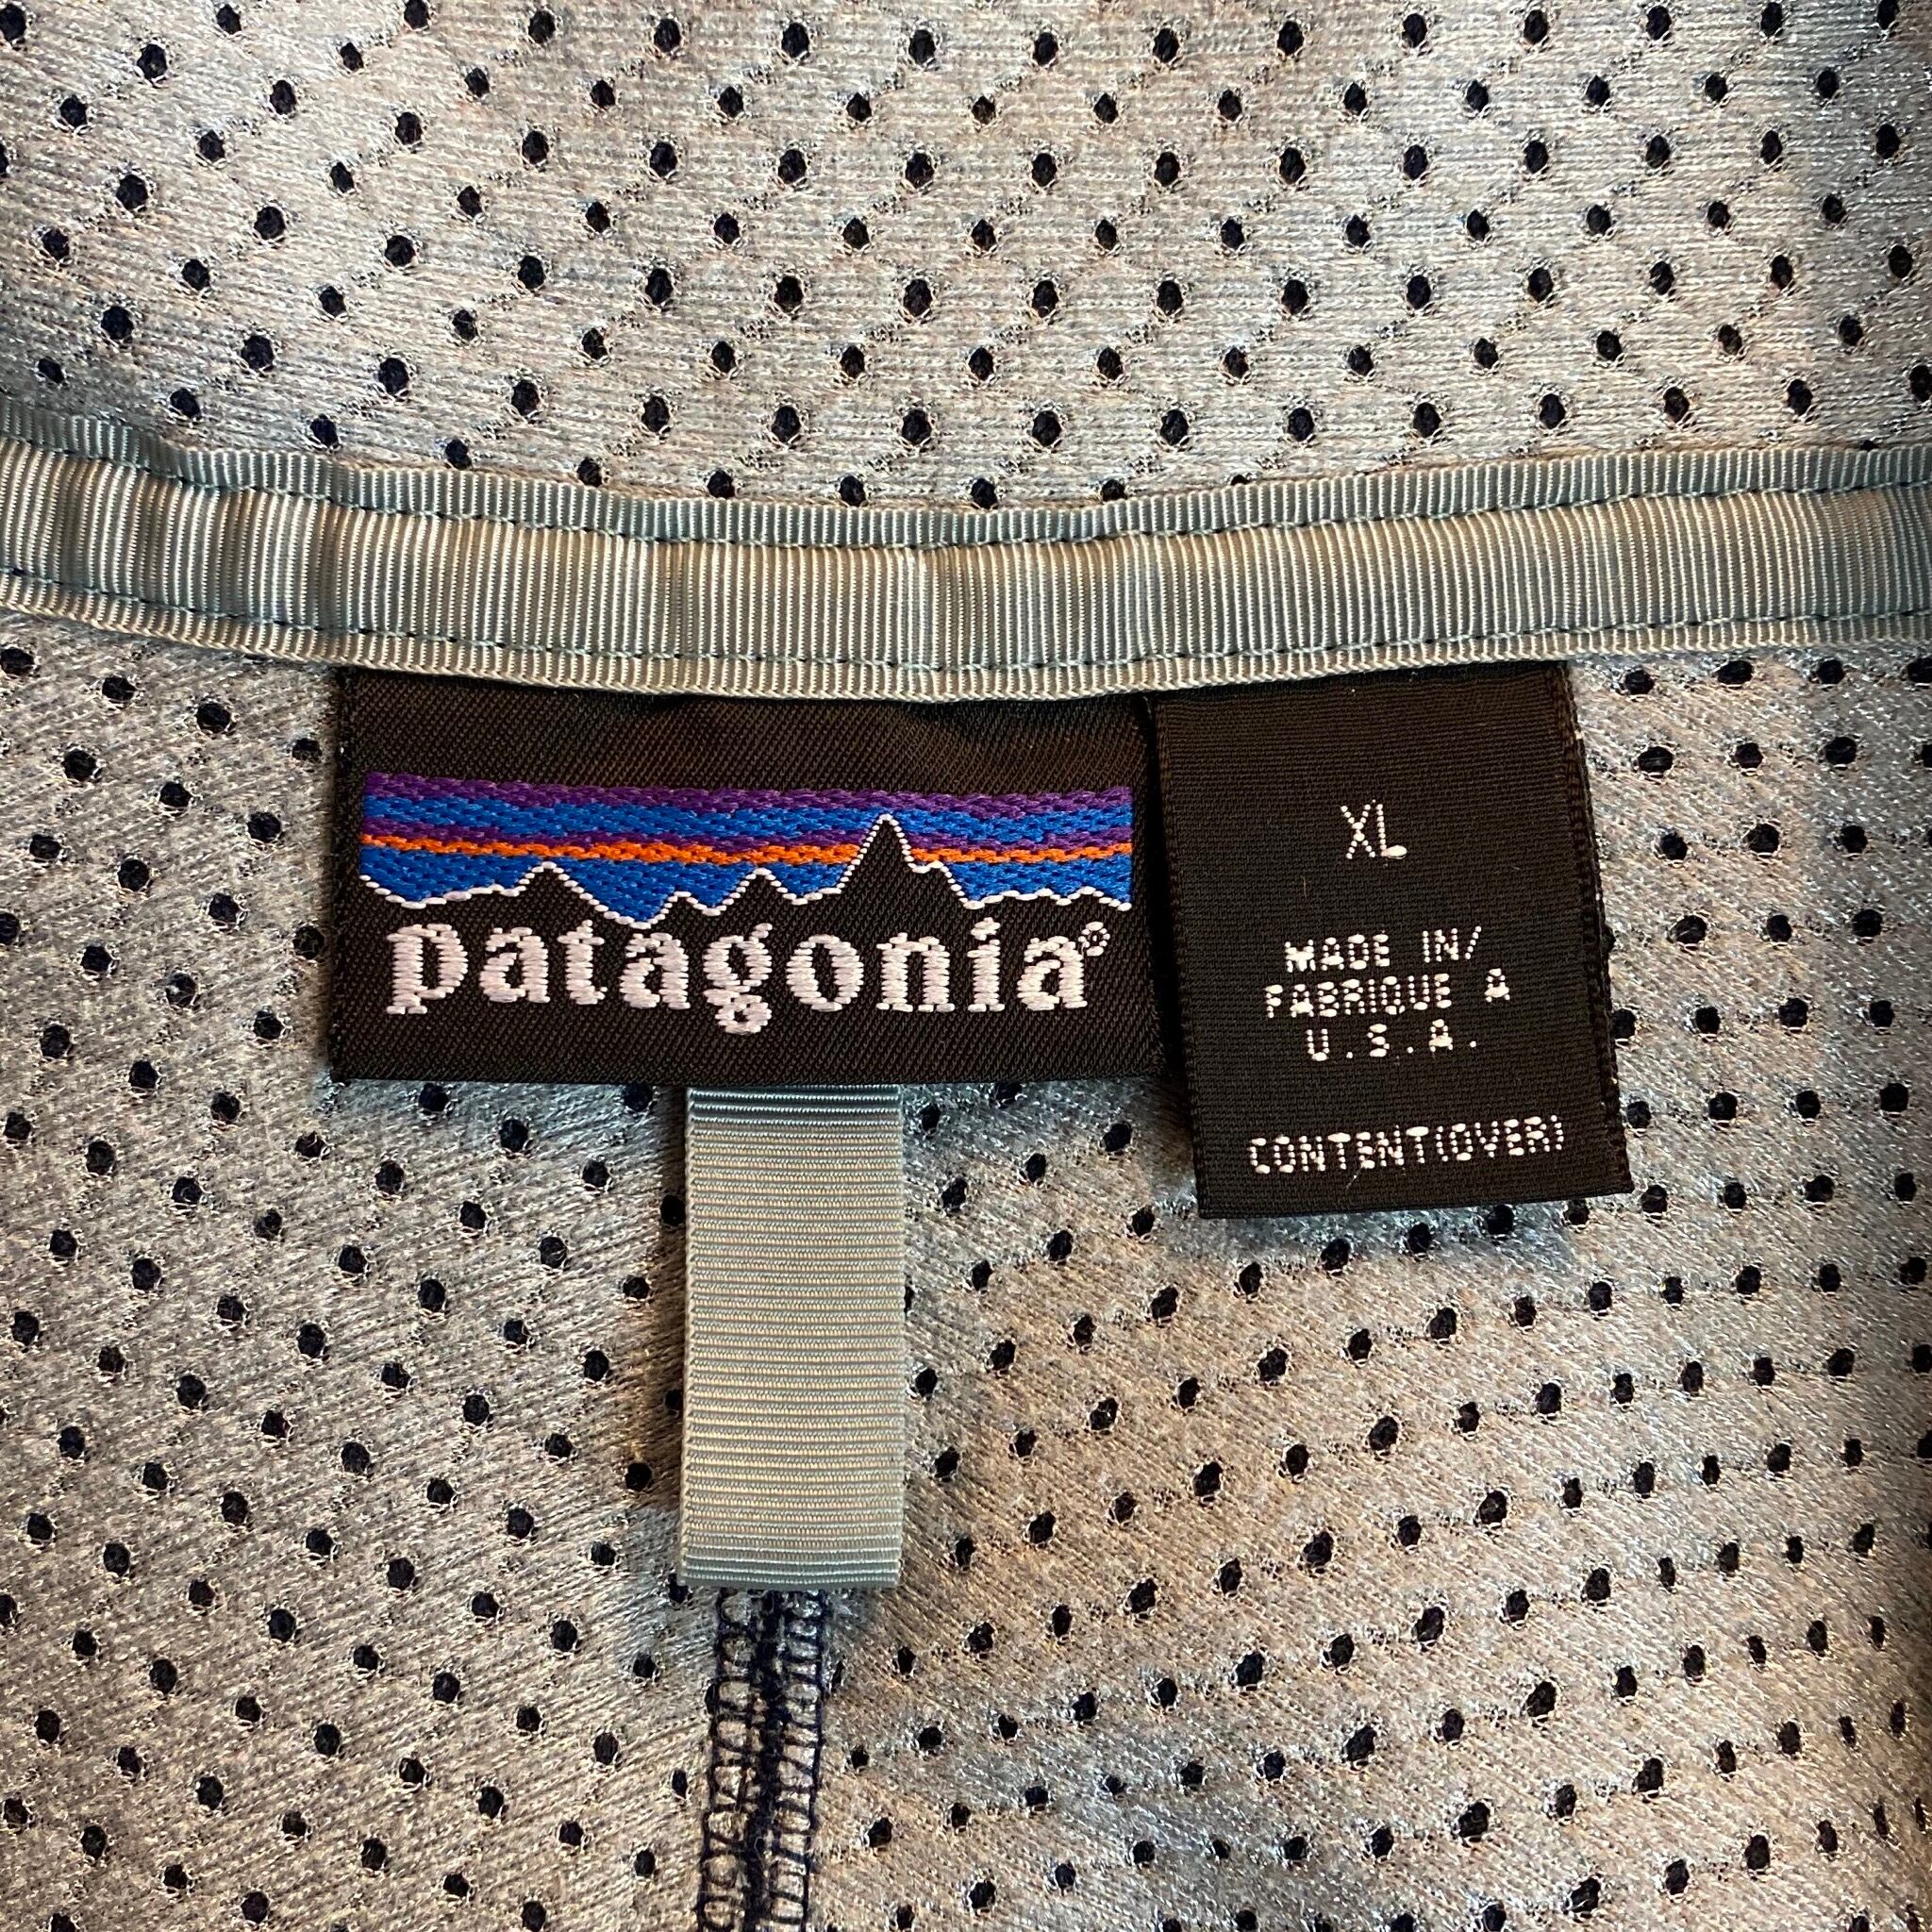 patagonia®
XL
MADE IN/
FABRIQUE A
U.S.A.
CONTENT(OVER)